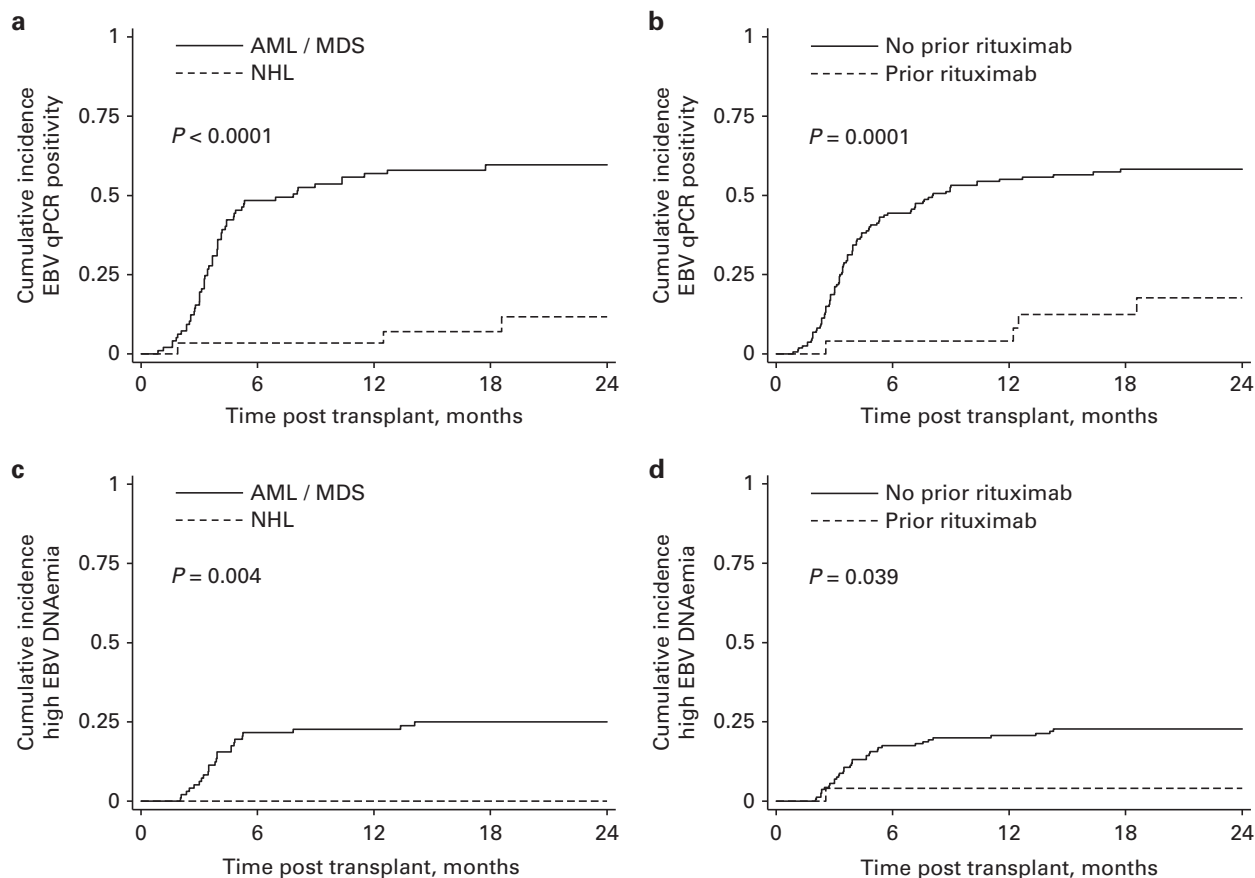 a
1
AML / MDS
NHL
0.75
P < 0.0001
0.5
0.25
0
Cumulative incidence
EBV qPCR positivity
0 6 12 18 24
Time post transplant, months
b
1
No prior rituximab
Prior rituximab
0.75
P = 0.0001
0.5
0.25
0
Cumulative incidence
EBV qPCR positivity
0 6 12 18 24
Time post transplant, months
c
1
AML / MDS
NHL
0.75
P = 0.004
0.5
0.25
0
Cumulative incidence
high EBV DNAemia
0 6 12 18 24
Time post transplant, months
d
1
No prior rituximab
Prior rituximab
0.75
P = 0.039
0.5
0.25
0
Cumulative incidence
high EBV DNAemia
0 6 12 18 24
Time post transplant, months